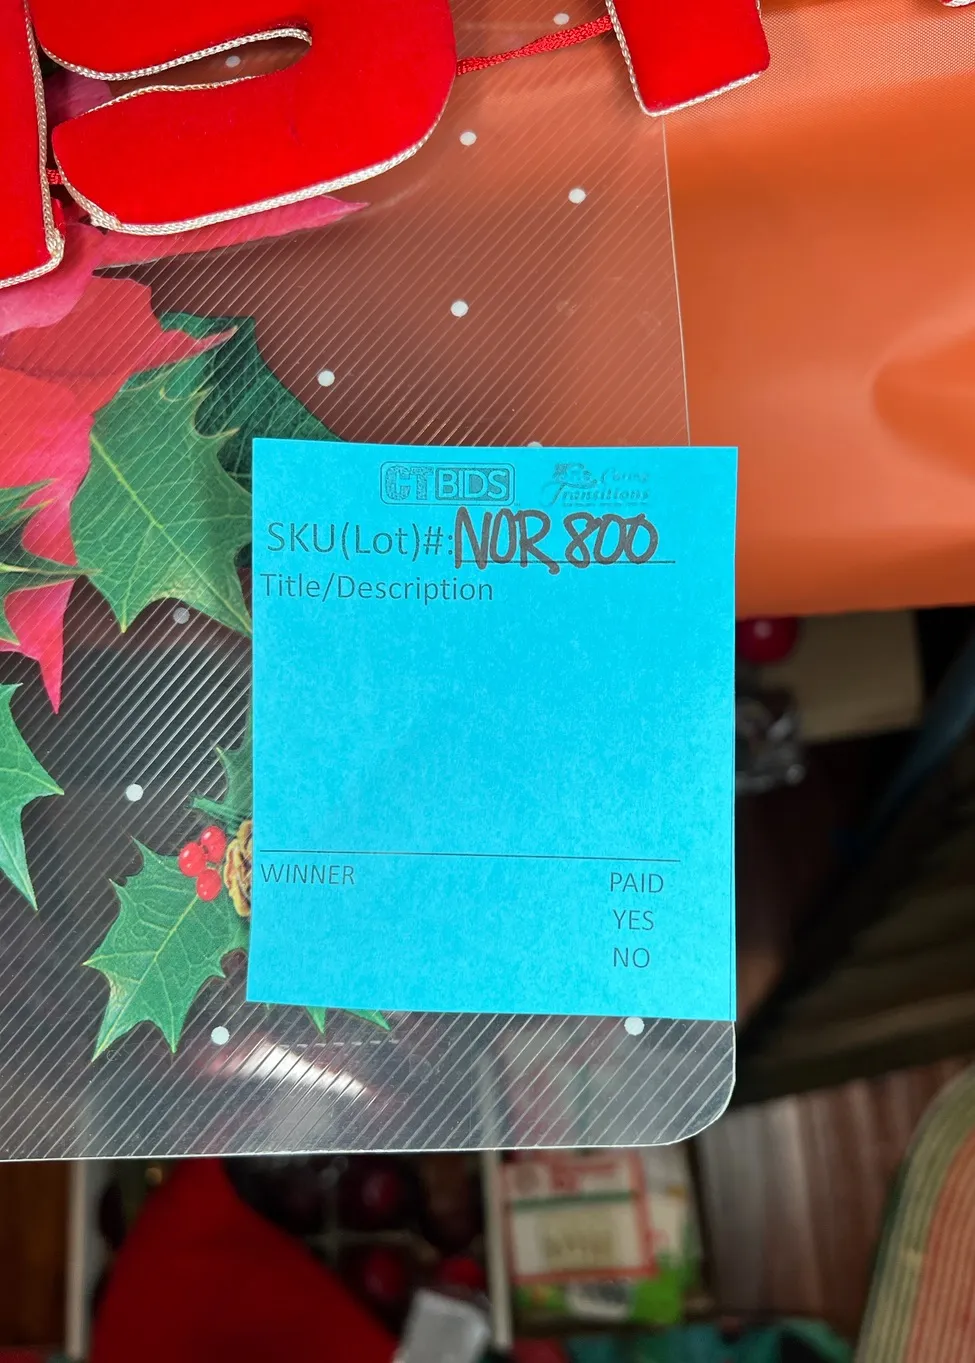 CTBIDS Caring Transitions
SKU(Lot)#: NOR800
Title/Description
WINNER PAID
YES
NO